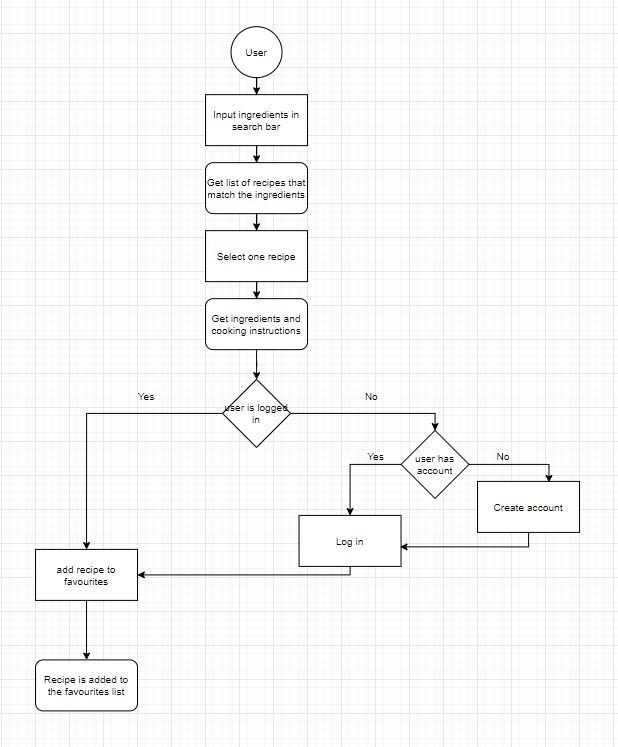 User
Input ingredients in
search bar
Get list of recipes that
match the ingredients
Select one recipe
Get ingredients and
cooking instructions
Yes
No
user is logged
in
Yes
No
user has
account
Create account
Log in
add recipe to
favourites
Recipe is added to
the favourites list